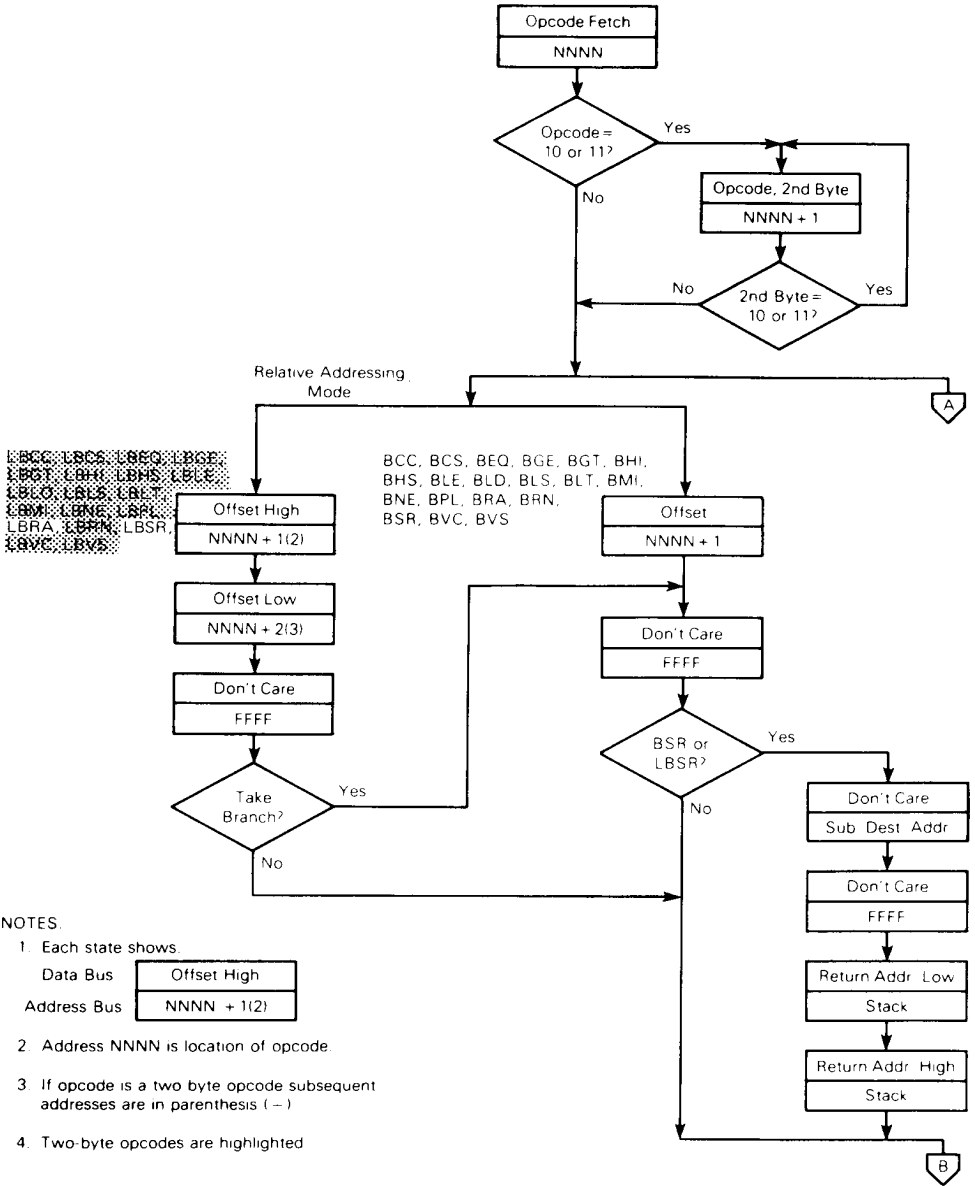 Opcode Fetch
NNNN
Opcode =
10 or 11?
Yes
No
Opcode, 2nd Byte
NNNN + 1
2nd Byte =
10 or 11?
No
Yes
A
Relative Addressing
Mode
LBCC, LBCS, LBEQ, LBGE,
LBGT, LBHI, LBHS, LBLE,
LBLO, LBLS, LBLT,
LBMI, LBNE, LBPL,
LBRA, LBRN, LBSR,
LBVC, LBVS
BCC, BCS, BEQ, BGE, BGT, BHI,
BHS, BLE, BLD, BLS, BLT, BMI,
BNE, BPL, BRA, BRN,
BSR, BVC, BVS
Offset High
NNNN + 1(2)
Offset Low
NNNN + 2(3)
Don't Care
FFFF
Take
Branch?
Yes
No
Offset
NNNN + 1
Don't Care
FFFF
BSR or
LBSR?
Yes
No
Don't Care
Sub Dest Addr
Don't Care
FFFF
Return Addr Low
Stack
Return Addr High
Stack
B
NOTES.
1. Each state shows.
Data Bus
Offset High
Address Bus
NNNN + 1(2)
2. Address NNNN is location of opcode.
3. If opcode is a two byte opcode subsequent
addresses are in parenthesis ( — )
4. Two-byte opcodes are highlighted